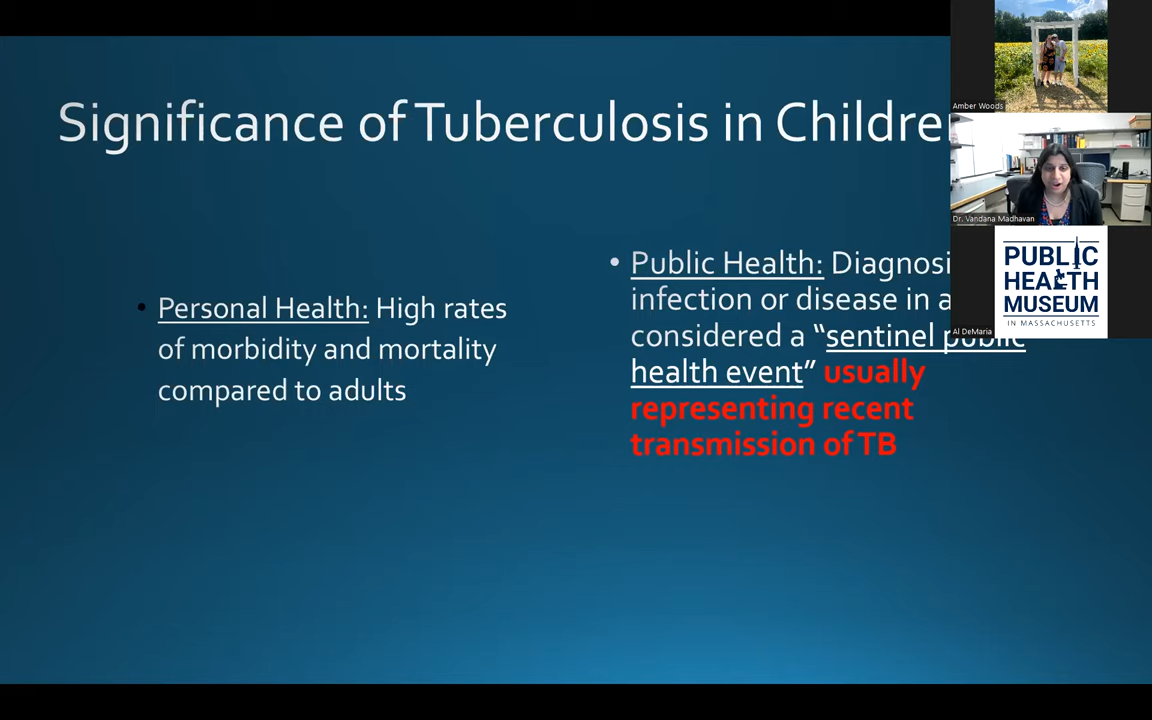 Significance of Tuberculosis in Childre
• Personal Health: High rates
of morbidity and mortality
compared to adults
• Public Health:
infection or disease in a
considered a “sentinel public
health event” usually
representing recent
transmission of TB
Amber Woods
Dr. Vandana Madhavan
PUBLIC
HEALTH
MUSEUM
IN MASSACHUSETTS
Al DeMaria